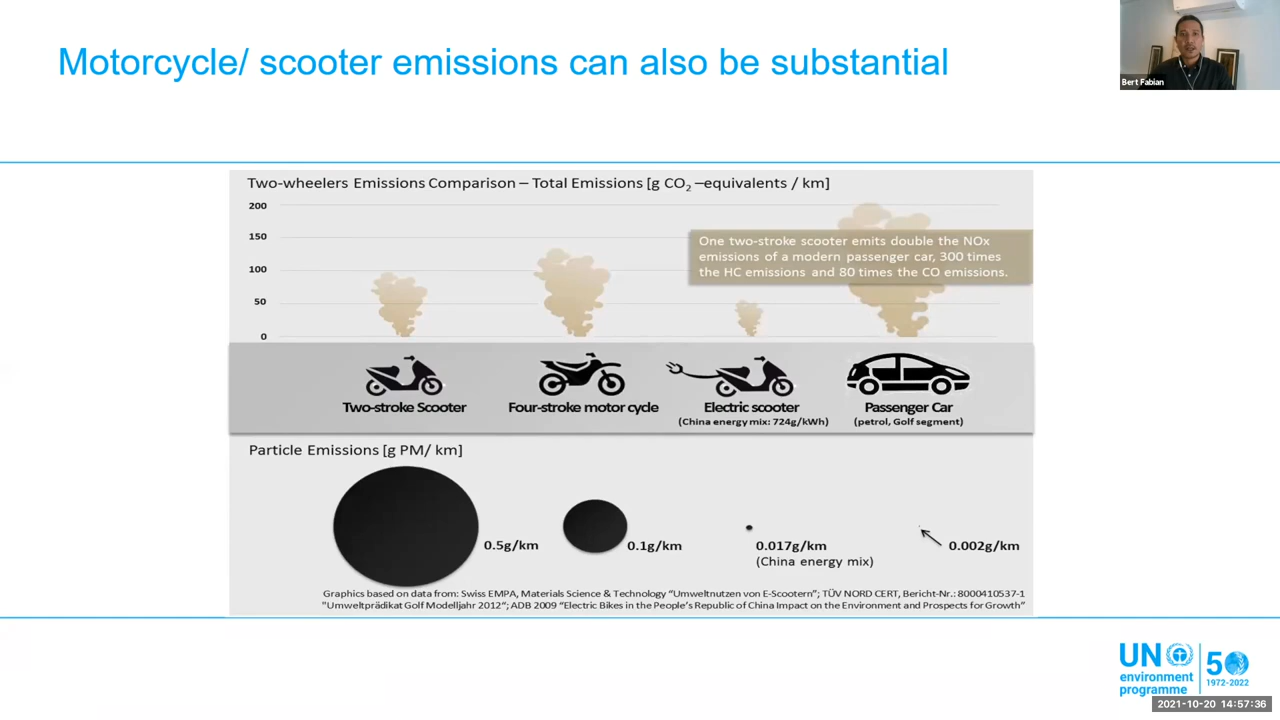 Motorcycle/ scooter emissions can also be substantial
Bert Fabian
Two-wheelers Emissions Comparison – Total Emissions [g CO₂ –equivalents / km]
200
150
100
50
0
One two-stroke scooter emits double the NOx
emissions of a modern passenger car, 300 times
the HC emissions and 80 times the CO emissions.
Two-stroke Scooter
Four-stroke motor cycle
Electric scooter
(China energy mix: 724g/kWh)
Passenger Car
(petrol, Golf segment)
Particle Emissions [g PM/ km]
0.5g/km
0.1g/km
0.017g/km
(China energy mix)
0.002g/km
Graphics based on data from: Swiss EMPA, Materials Science & Technology “Umweltnutzen von E-Scootern”; TÜV NORD CERT, Bericht-Nr.: 8000410537-1
"Umweltprädikat Golf Modelljahr 2012“; ADB 2009 “Electric Bikes in the People’s Republic of China Impact on the Environment and Prospects for Growth”
UN
environment
programme
50
1972-2022
2021-10-20 14:57:36